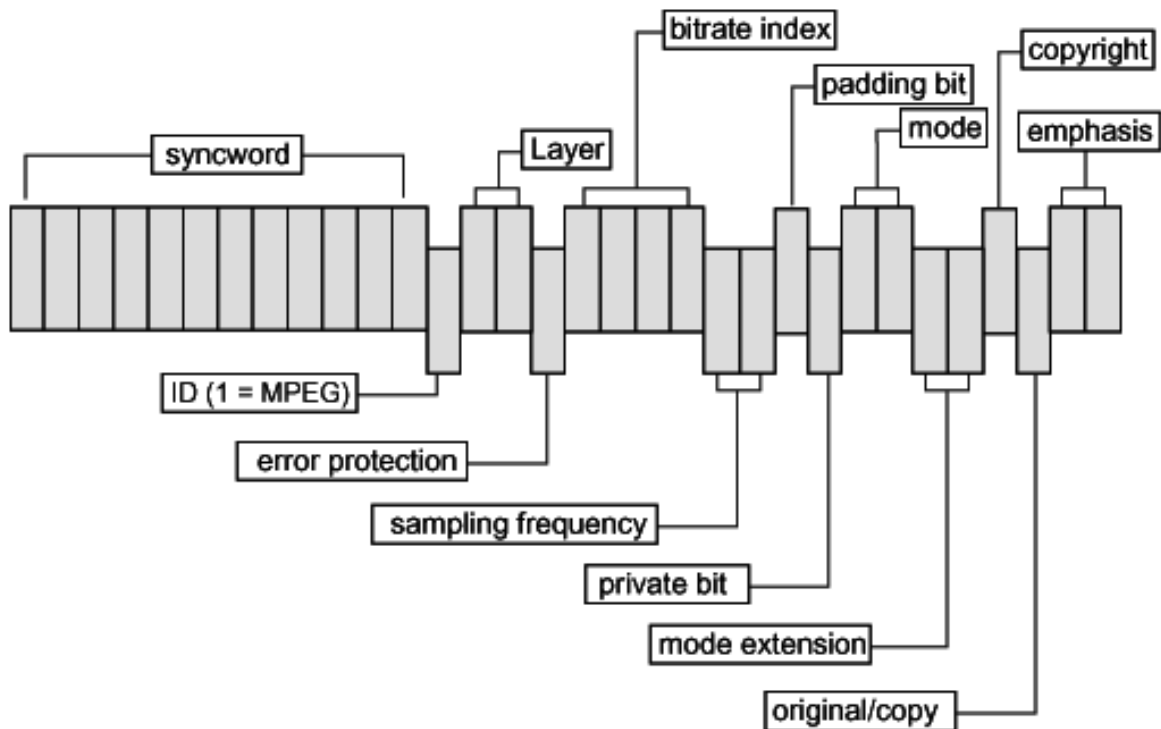 bitrate index
copyright
padding bit
mode
emphasis
syncword
Layer
ID (1 = MPEG)
error protection
sampling frequency
private bit
mode extension
original/copy